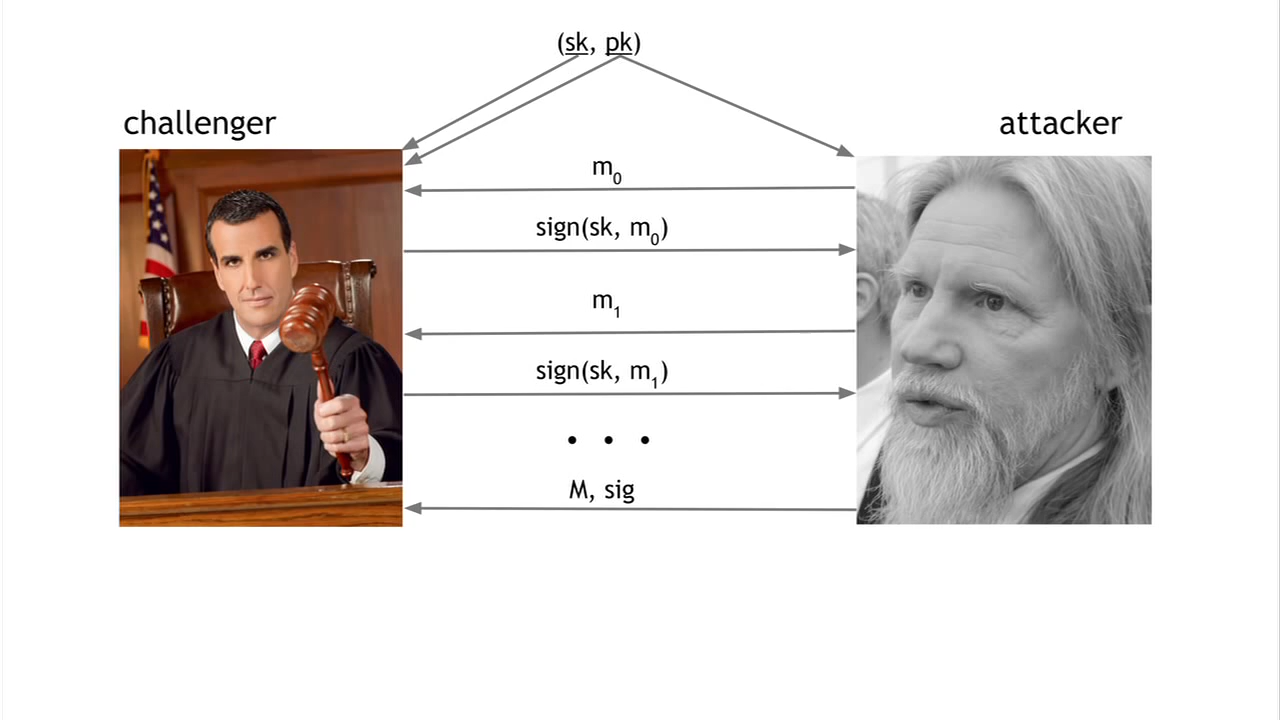 (sk, pk)
challenger
attacker
m₀
sign(sk, m₀)
m₁
sign(sk, m₁)
• • •
M, sig